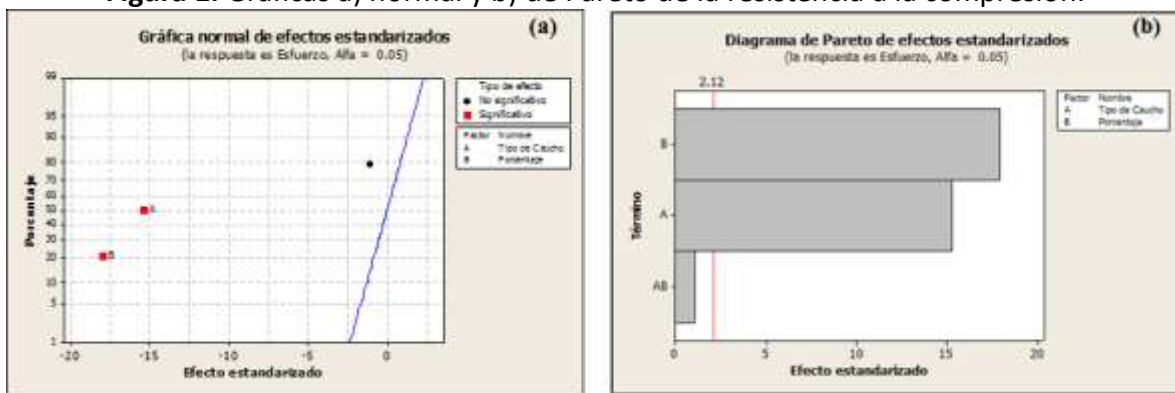 Figura 1. Gráficas a) normal y b) de Pareto de la resistencia a la compresión.
Gráfica normal de efectos estandarizados
(la respuesta es Esfuerzo, Alfa = 0.05)
(a)
Tipo de efecto
No significativo
Significativo
Factor Nombre
A Tipo de Caucho
B Porcentaje
Porcentaje
99
95
90
80
70
60
50
40
30
20
10
5
1
A
B
-20 -15 -10 -5 0
Efecto estandarizado
Diagrama de Pareto de efectos estandarizados
(la respuesta es Esfuerzo, Alfa = 0.05)
(b)
2.12
Factor Nombre
A Tipo de Caucho
B Porcentaje
Término
B
A
AB
0 5 10 15 20
Efecto estandarizado